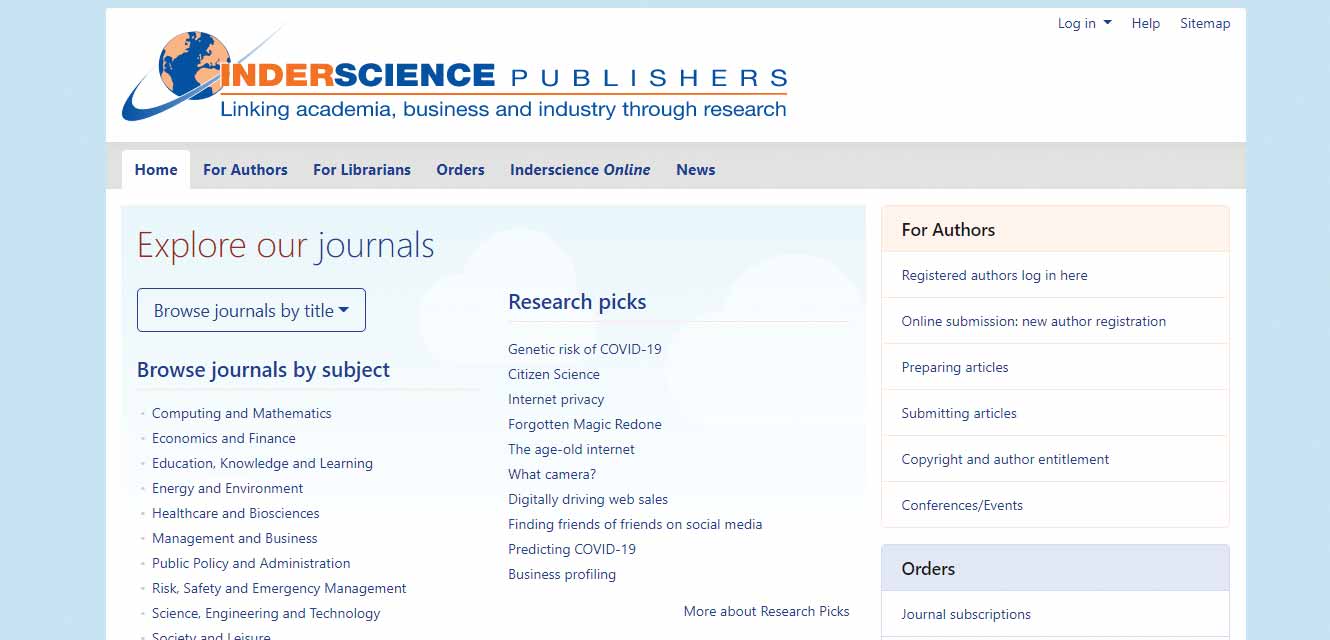 Log in Help Sitemap
INDERSCIENCE PUBLISHERS
Linking academia, business and industry through research
Home For Authors For Librarians Orders Inderscience Online News
Explore our journals
Browse journals by title
Browse journals by subject
Computing and Mathematics
Economics and Finance
Education, Knowledge and Learning
Energy and Environment
Healthcare and Biosciences
Management and Business
Public Policy and Administration
Risk, Safety and Emergency Management
Science, Engineering and Technology
Society and Leisure
Research picks
Genetic risk of COVID-19
Citizen Science
Internet privacy
Forgotten Magic Redone
The age-old internet
What camera?
Digitally driving web sales
Finding friends of friends on social media
Predicting COVID-19
Business profiling
More about Research Picks
For Authors
Registered authors log in here
Online submission: new author registration
Preparing articles
Submitting articles
Copyright and author entitlement
Conferences/Events
Orders
Journal subscriptions